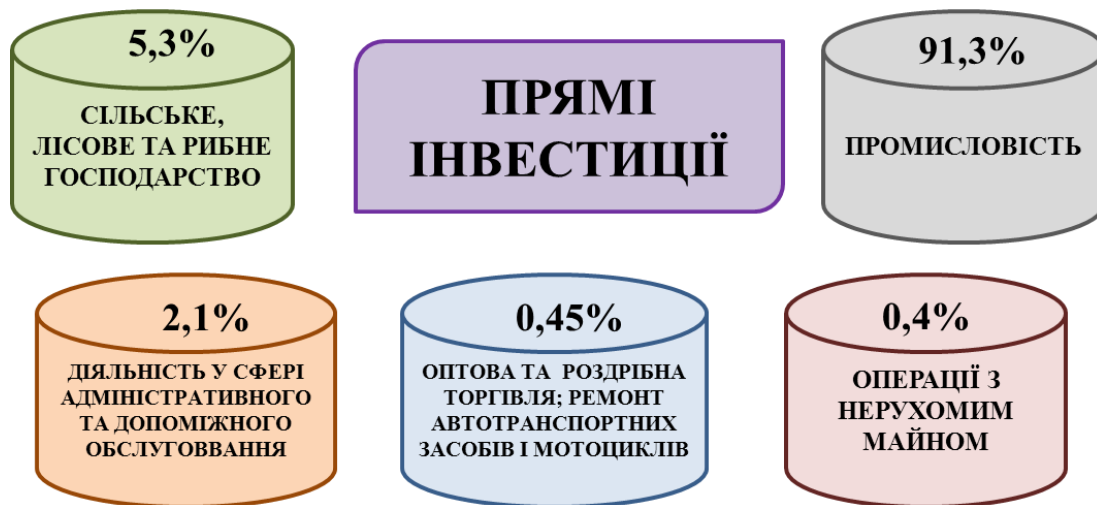 5,3%
СІЛЬСЬКЕ,
ЛІСОВЕ ТА РИБНЕ
ГОСПОДАРСТВО
ПРЯМІ
ІНВЕСТИЦІЇ
91,3%
ПРОМИСЛОВІСТЬ
2,1%
ДІЯЛЬНІСТЬ У СФЕРІ
АДМІНІСТРАТИВНОГО
ТА ДОПОМІЖНОГО
ОБСЛУГОВВАННЯ
0,45%
ОПТОВА ТА РОЗДРІБНА
ТОРГІВЛЯ; РЕМОНТ
АВТОТРАНСПОРТНИХ
ЗАСОБІВ І МОТОЦИКЛІВ
0,4%
ОПЕРАЦІЇ З
НЕРУХОМИМ
МАЙНОМ